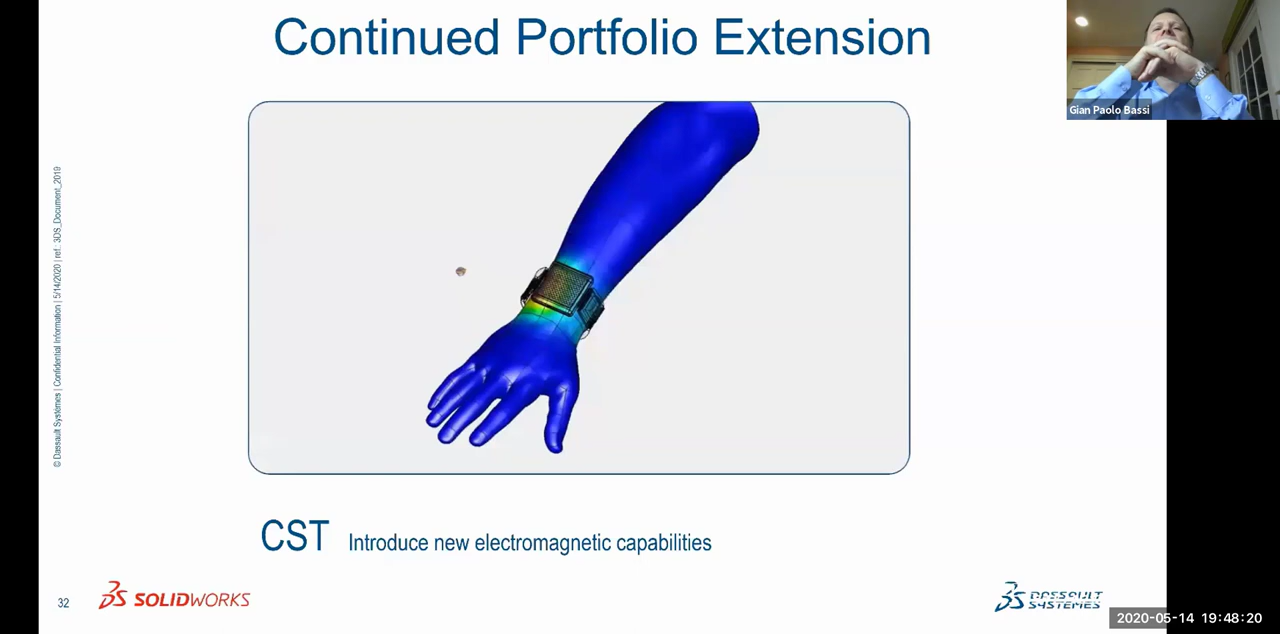 Continued Portfolio Extension
Gian Paolo Bassi
© Dassault Systèmes | Confidential Information | 5/14/2020 | ref.: 3DS_Document_2019
CST Introduce new electromagnetic capabilities
32
SOLIDWORKS
DASSAULT
SYSTEMES
2020-05-14 19:48:20